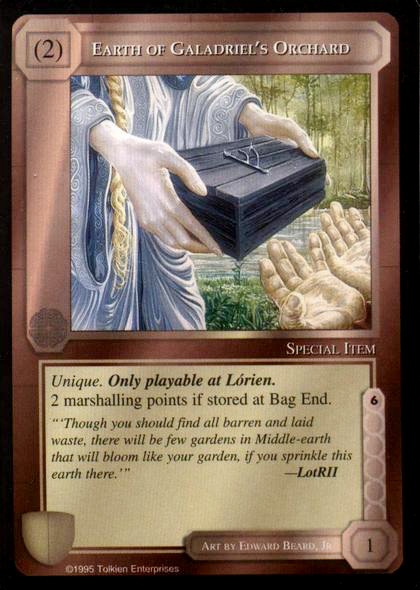 (2)
EARTH OF GALADRIEL'S ORCHARD
SPECIAL ITEM
Unique. Only playable at Lórien.
2 marshalling points if stored at Bag End.
"'Though you should find all barren and laid
waste, there will be few gardens in Middle-earth
that will bloom like your garden, if you sprinkle this
earth there.'" —LotRII
6
ART BY EDWARD BEARD, JR.
1
©1995 Tolkien Enterprises